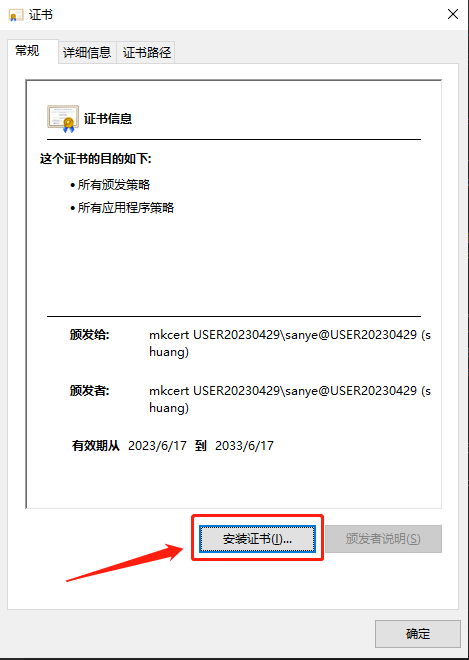 证书
常规 详细信息 证书路径
证书信息
这个证书的目的如下:
• 所有颁发策略
• 所有应用程序策略
颁发给: mkcert USER20230429\sanye@USER20230429 (s
huang)
颁发者: mkcert USER20230429\sanye@USER20230429 (s
huang)
有效期从 2023/6/17 到 2033/6/17
安装证书(I)... 颁发者说明(S)
确定